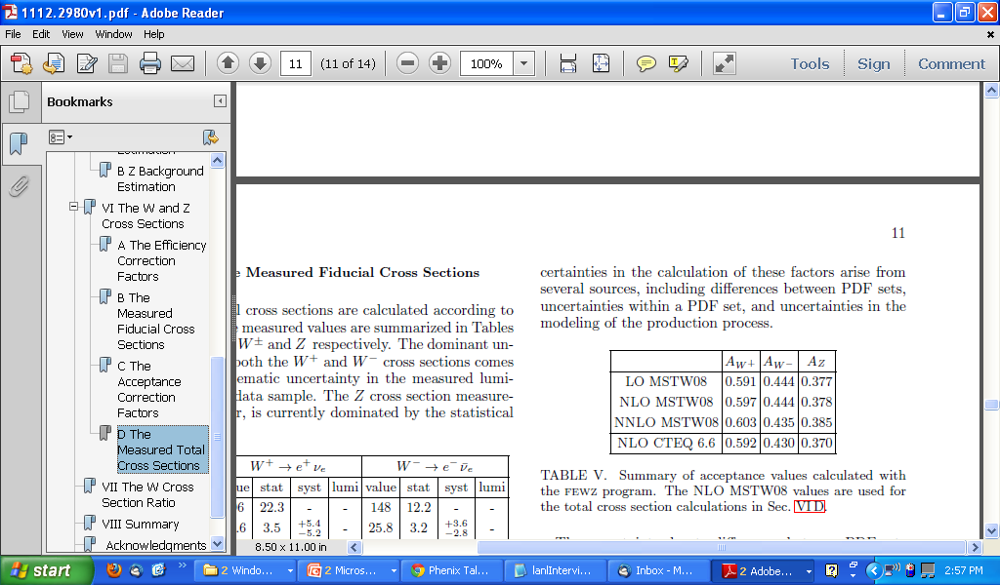 1112.2980v1.pdf - Adobe Reader
File Edit View Window Help
11 (11 of 14) 100% Tools Sign Comment
Bookmarks
B Z Background
Estimation
VI The W and Z
Cross Sections
A The Efficiency
Correction
Factors
B The
Measured
Fiducial Cross
Sections
C The
Acceptance
Correction
Factors
D The
Measured Total
Cross Sections
VII The W Cross
Section Ratio
VIII Summary
Acknowledgments
11
e Measured Fiducial Cross Sections
l cross sections are calculated according to
measured values are summarized in Tables
W± and Z respectively. The dominant un-
ooth the W+ and W− cross sections comes
ematic uncertainty in the measured lumi-
data sample. The Z cross section measure-
r, is currently dominated by the statistical
W+ → e+ νe W− → e− ν̄e
ue stat syst lumi value stat syst lumi
6 22.3 - - 148 12.2 - -
.6 3.5 +5.4 −5.2 - 25.8 3.2 +3.6 −2.8 -
certainties in the calculation of these factors arise from
several sources, including differences between PDF sets,
uncertainties within a PDF set, and uncertainties in the
modeling of the production process.
AW+ AW− AZ
LO MSTW08 0.591 0.444 0.377
NLO MSTW08 0.597 0.444 0.378
NNLO MSTW08 0.603 0.435 0.385
NLO CTEQ 6.6 0.592 0.430 0.370
TABLE V. Summary of acceptance values calculated with
the FEWZ program. The NLO MSTW08 values are used for
the total cross section calculations in Sec. VI D.
8.50 x 11.00 in
start 2 Windo... 2 Micros... Phenix Tal... lanlIntervi... Inbox - M... 2 Adobe... 2:57 PM